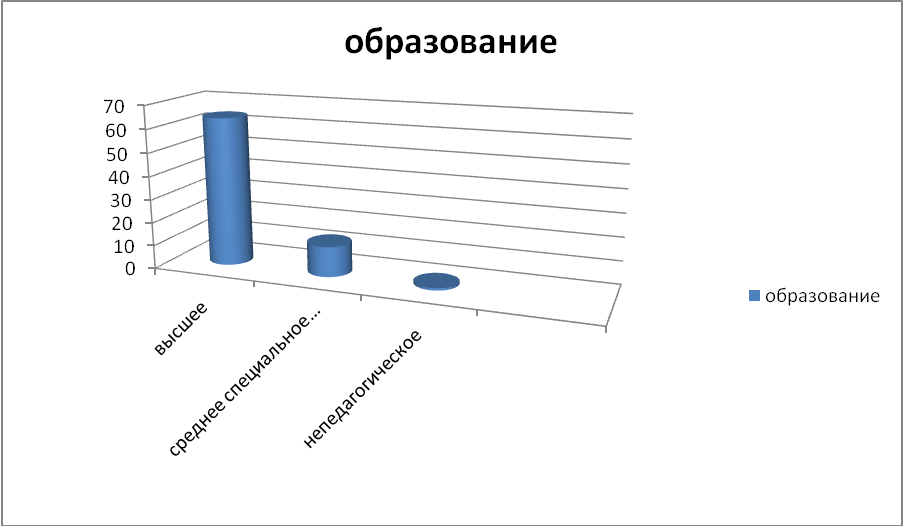 образование
70
60
50
40
30
20
10
0
высшее
среднее специальное...
непедагогическое
образование